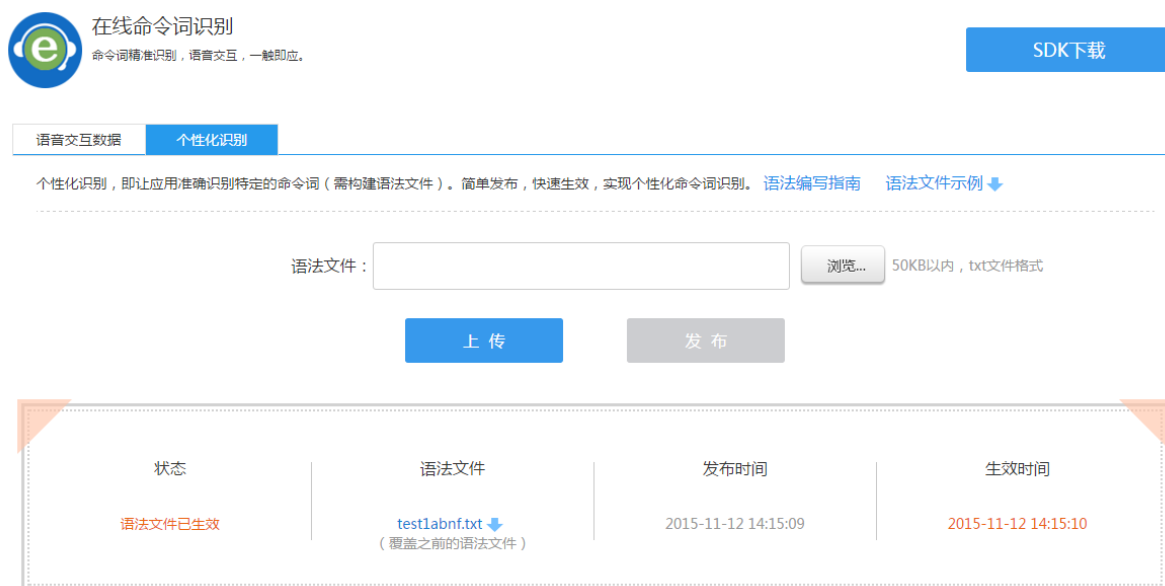 e
在线命令词识别
命令词精准识别，语音交互，一触即应。
SDK下载
语音交互数据 个性化识别
个性化识别，即让应用准确识别特定的命令词（需构建语法文件）。简单发布，快速生效，实现个性化命令词识别。 语法编写指南 语法文件示例
语法文件： 浏览... 50KB以内，txt文件格式
上 传 发 布
状态 语法文件 发布时间 生效时间
语法文件已生效 test1abnf.txt 2015-11-12 14:15:09 2015-11-12 14:15:10
（覆盖之前的语法文件）